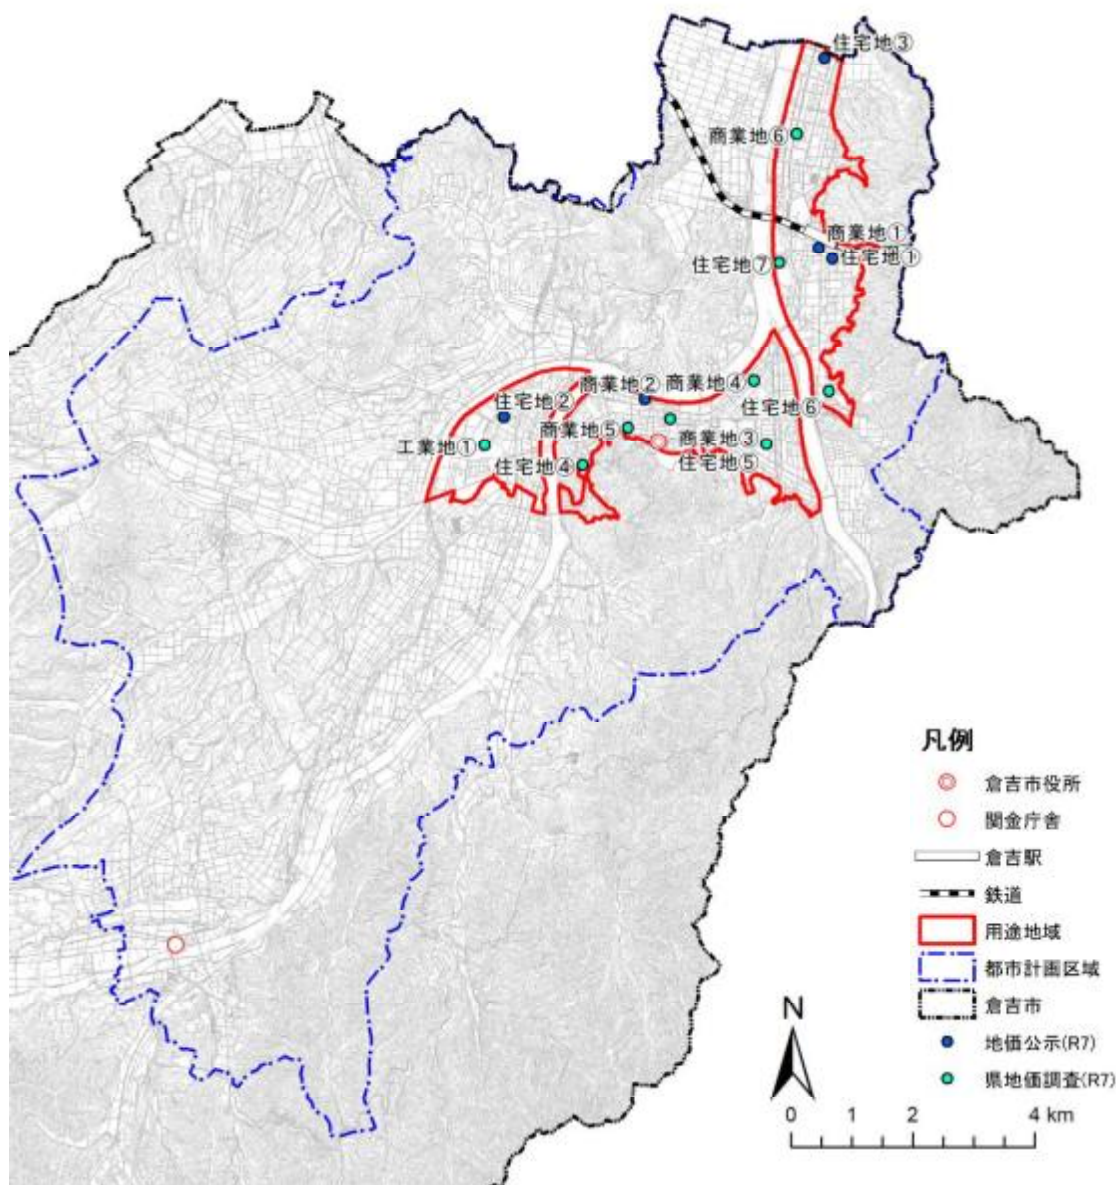 住宅地③
商業地⑥
商業地①
住宅地①
住宅地⑦
商業地②
商業地④
住宅地②
住宅地⑥
商業地⑤
商業地③
工業地①
住宅地④
住宅地⑤
凡例
倉吉市役所
関金庁舎
倉吉駅
鉄道
用途地域
都市計画区域
倉吉市
地価公示(R7)
県地価調査(R7)
N
0 1 2 4 km